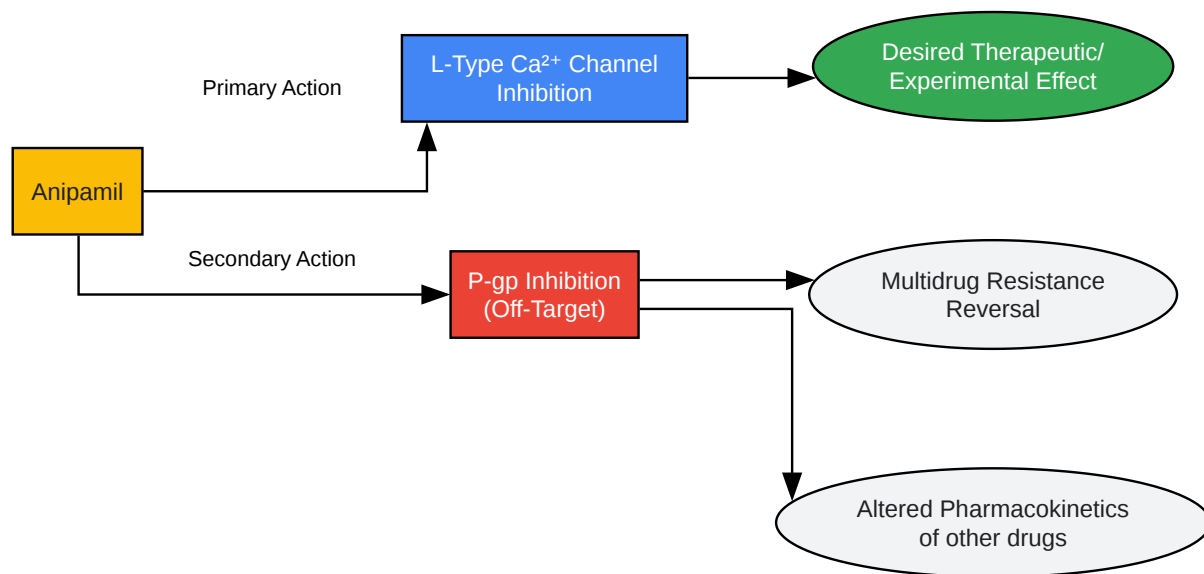 Primary Action
L-Type Ca²⁺ Channel
Inhibition
Desired Therapeutic/
Experimental Effect
Anipamil
Secondary Action
P-gp Inhibition
(Off-Target)
Multidrug Resistance
Reversal
Altered Pharmacokinetics
of other drugs